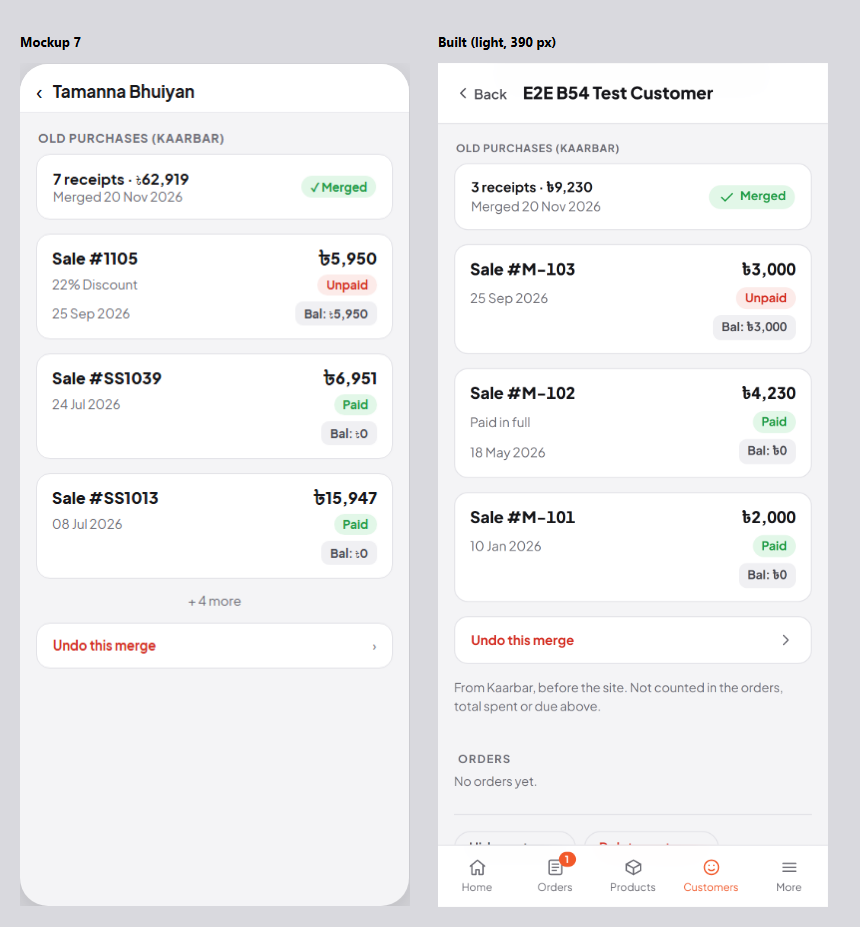 Mockup 7
‹ Tamanna Bhuiyan
OLD PURCHASES (KAARBAR)
7 receipts · ৳62,919
Merged 20 Nov 2026
✓ Merged
Sale #1105
৳5,950
22% Discount
Unpaid
25 Sep 2026
Bal: ৳5,950
Sale #SS1039
৳6,951
24 Jul 2026
Paid
Bal: ৳0
Sale #SS1013
৳15,947
08 Jul 2026
Paid
Bal: ৳0
+ 4 more
Undo this merge ›
Built (light, 390 px)
Back
E2E B54 Test Customer
OLD PURCHASES (KAARBAR)
3 receipts · ৳9,230
Merged 20 Nov 2026
✓ Merged
Sale #M-103
৳3,000
25 Sep 2026
Unpaid
Bal: ৳3,000
Sale #M-102
৳4,230
Paid in full
Paid
18 May 2026
Bal: ৳0
Sale #M-101
৳2,000
10 Jan 2026
Paid
Bal: ৳0
Undo this merge
From Kaarbar, before the site. Not counted in the orders,
total spent or due above.
ORDERS
No orders yet.
1
Home
Orders
Products
Customers
More